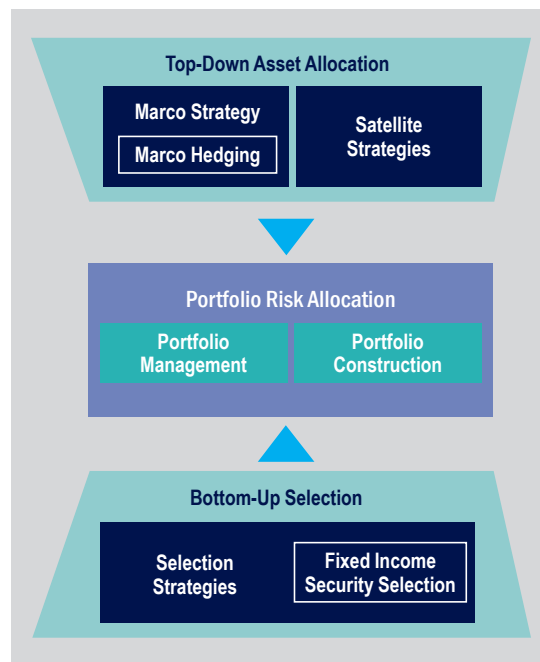 Top-Down Asset Allocation
Marco Strategy
Marco Hedging
Satellite
Strategies
Portfolio Risk Allocation
Portfolio
Management
Portfolio
Construction
Bottom-Up Selection
Selection
Strategies
Fixed Income
Security Selection